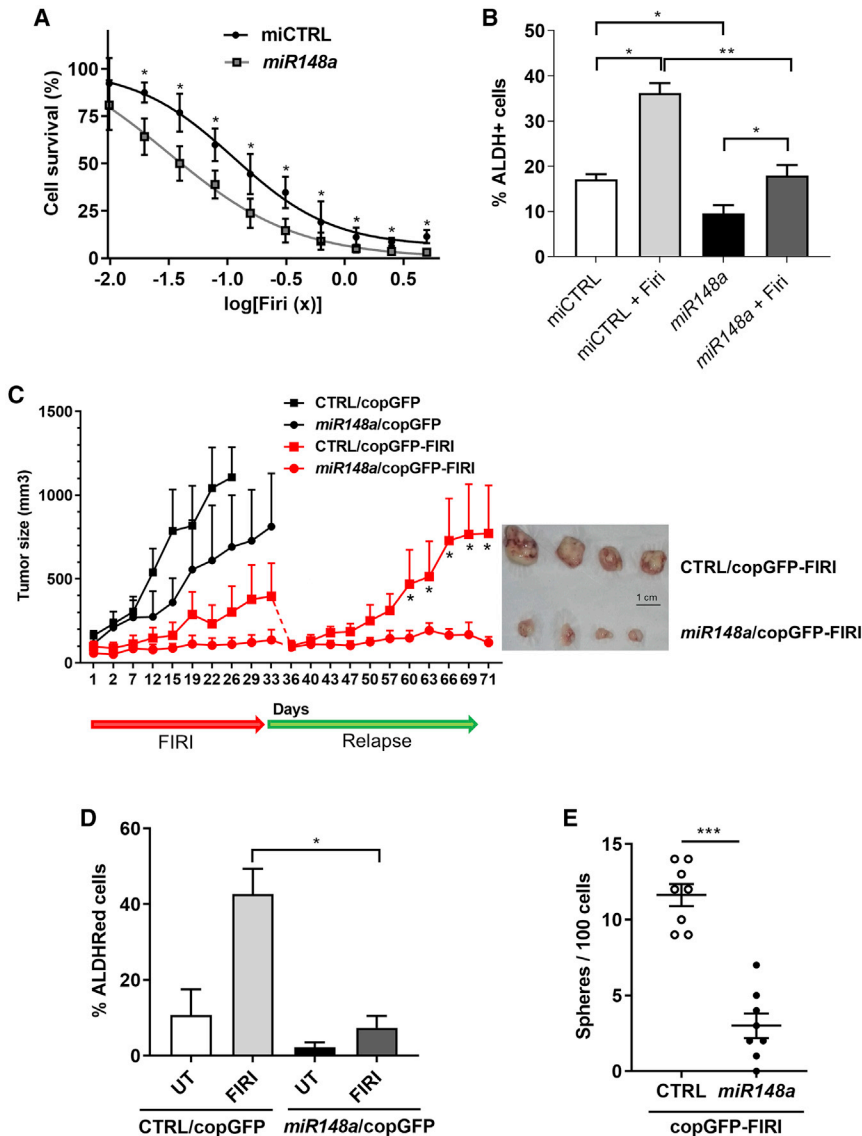 A
miCTRL
miR148a
Cell survival (%)
100
75
50
25
0
* * * * * * * * *
-2.0 -1.5 -1.0 -0.5 0.0 0.5
log[Firi (x)]
B
% ALDH+ cells
50
40
30
20
10
0
*
* **
*
miCTRL
miCTRL + Firi
miR148a
miR148a + Firi
C
CTRL/copGFP
miR148a/copGFP
CTRL/copGFP-FIRI
miR148a/copGFP-FIRI
Tumor size (mm3)
1500
1000
500
0
* * * * *
1 2 7 12 15 19 22 26 29 33 36 40 43 47 50 57 60 63 66 69 71
Days
FIRI Relapse
CTRL/copGFP-FIRI
1 cm
miR148a/copGFP-FIRI
D
% ALDHRed cells
60
40
20
0
*
UT FIRI UT FIRI
CTRL/copGFP miR148a/copGFP
E
Spheres / 100 cells
15
10
5
0
***
CTRL miR148a
copGFP-FIRI